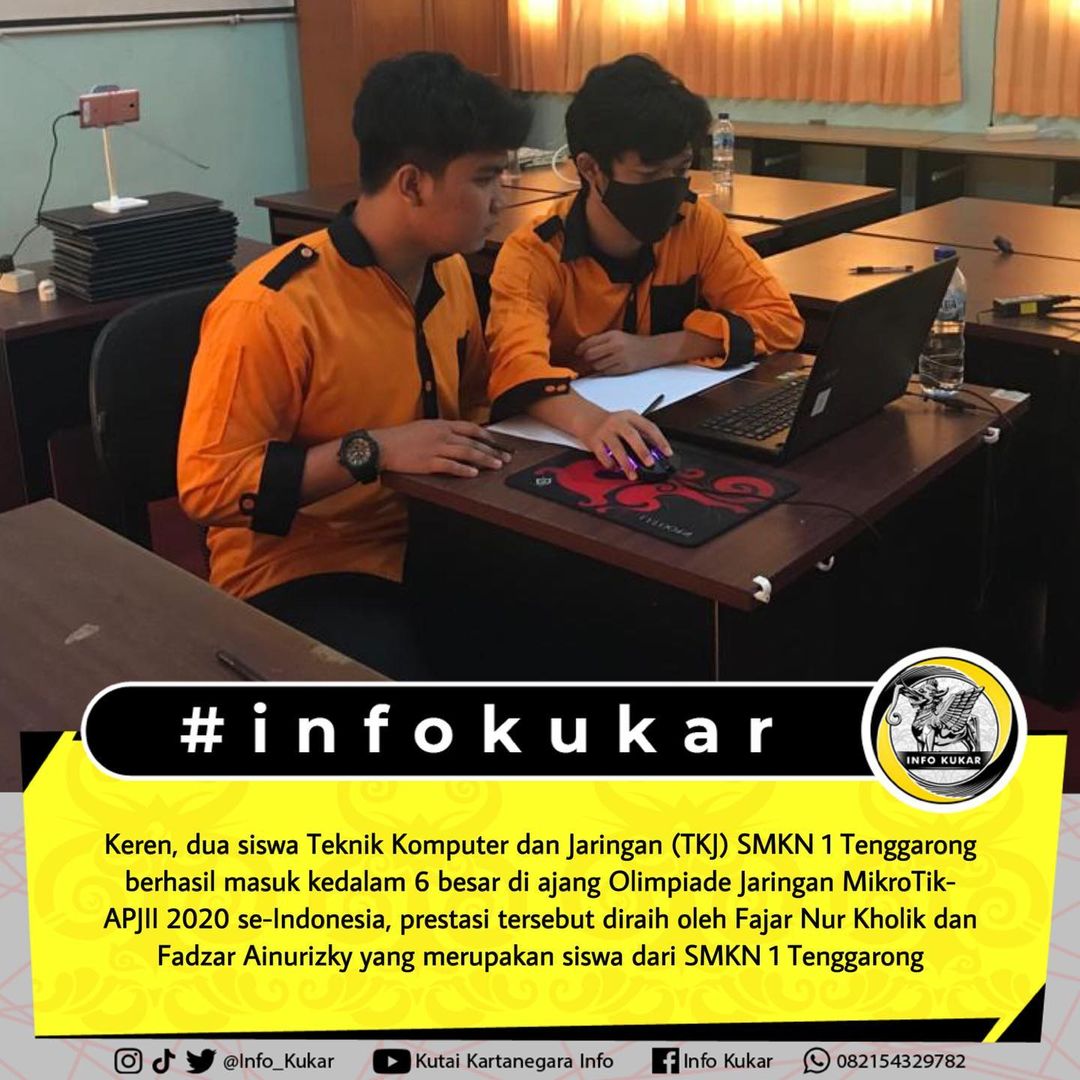 #infokukar
INFO KUKAR
Keren, dua siswa Teknik Komputer dan Jaringan (TKJ) SMKN 1 Tenggarong
berhasil masuk kedalam 6 besar di ajang Olimpiade Jaringan MikroTik-
APJII 2020 se-Indonesia, prestasi tersebut diraih oleh Fajar Nur Kholik dan
Fadzar Ainurizky yang merupakan siswa dari SMKN 1 Tenggarong
@Info_Kukar Kutai Kartanegara Info Info Kukar 082154329782